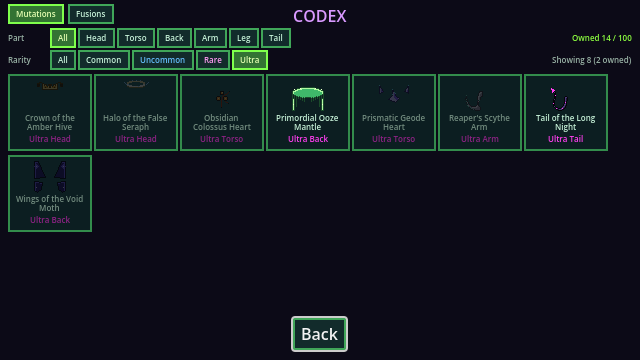 Mutations Fusions CODEX
Part All Head Torso Back Arm Leg Tail Owned 14 / 100
Rarity All Common Uncommon Rare Ultra Showing 8 (2 owned)
Crown of the Amber Hive
Ultra Head
Halo of the False Seraph
Ultra Head
Obsidian Colossus Heart
Ultra Torso
Primordial Ooze Mantle
Ultra Back
Prismatic Geode Heart
Ultra Torso
Reaper's Scythe Arm
Ultra Arm
Tail of the Long Night
Ultra Tail
Wings of the Void Moth
Ultra Back
Back